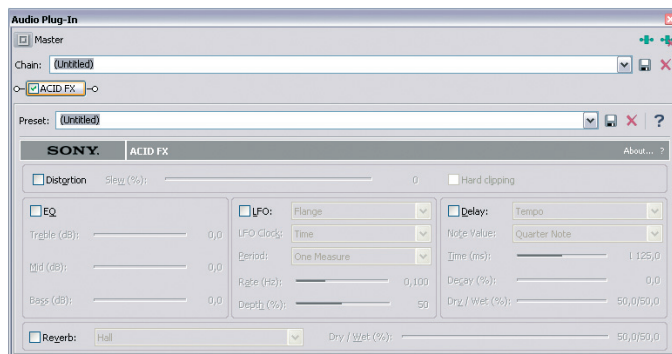 Audio Plug-In
Master
Chain: (Untitled)
ACID FX
Preset: (Untitled) ?
SONY. ACID FX About... ?
Distortion Slew (%): 0 Hard clipping
EQ LFO: Flange Delay: Tempo
Treble (dB): 0,0 LFO Clock: Time Note Value: Quarter Note
Period: One Measure Time (ms): 1.125,0
Mid (dB): 0,0 Rate (Hz): 0,100 Decay (%): 0,0
Bass (dB): 0,0 Depth (%): 50 Dry / Wet (%): 50,0/50,0
Reverb: Hall Dry / Wet (%): 50,0/50,0